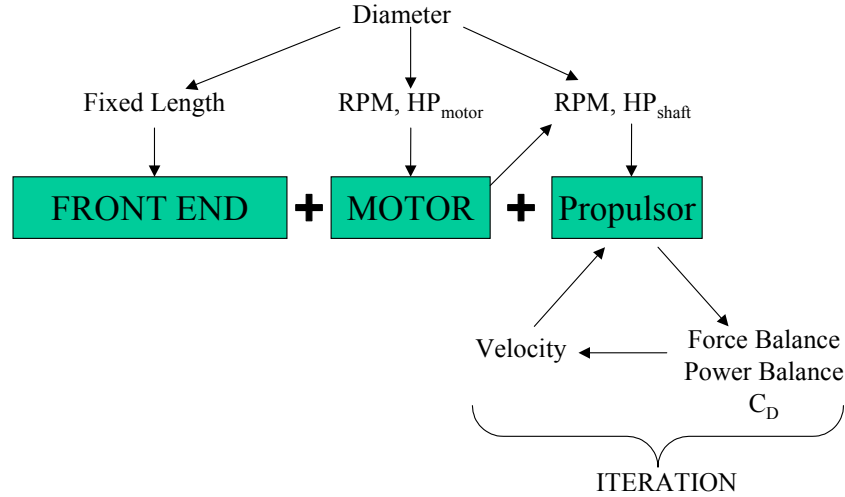 Diameter
Fixed Length
RPM, HPmotor
RPM, HPshaft
FRONT END + MOTOR + Propulsor
Velocity
Force Balance
Power Balance
CD
ITERATION